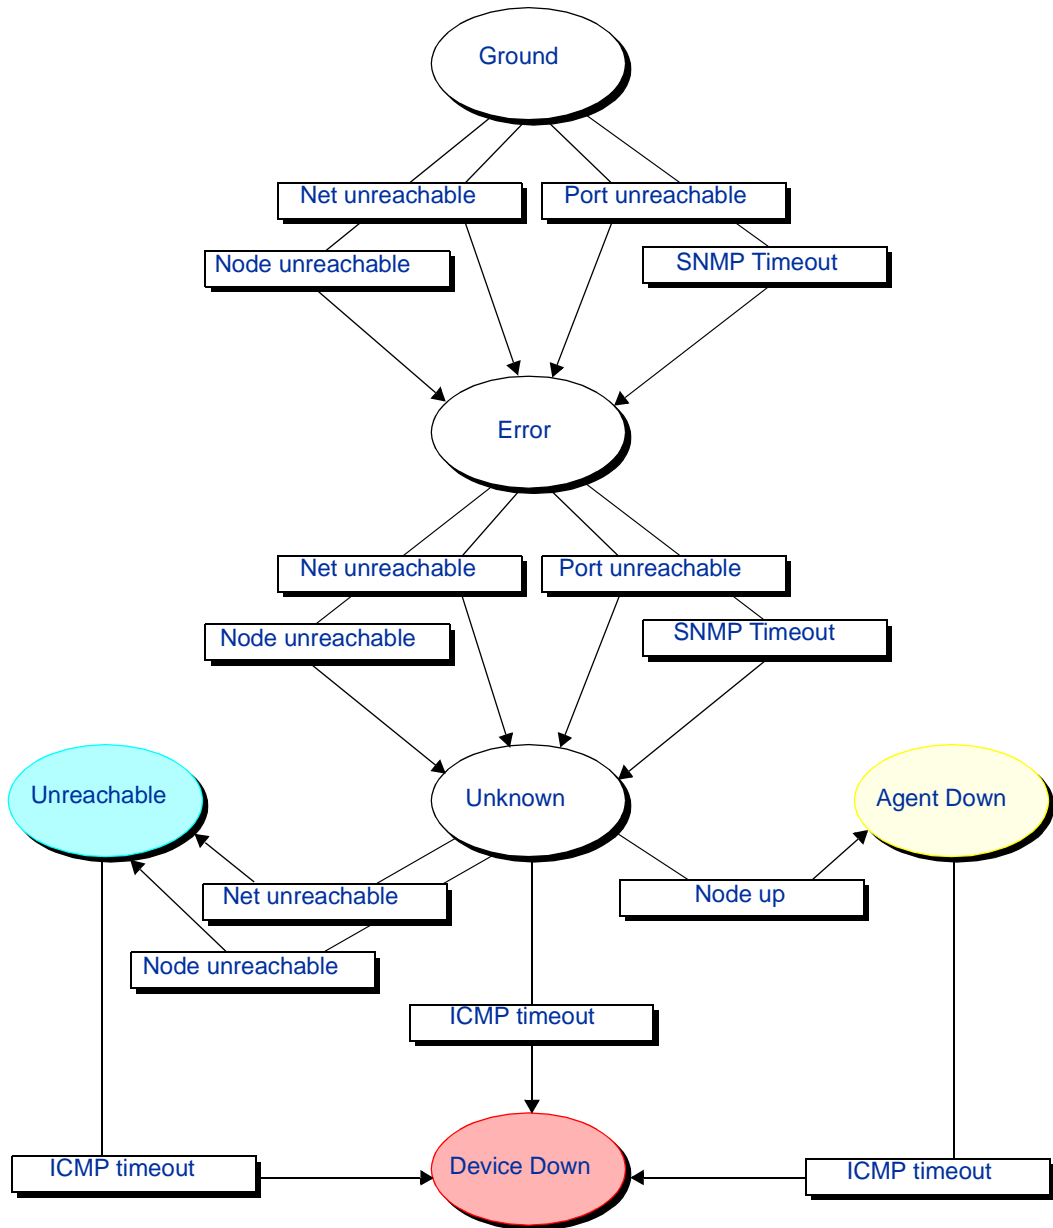 Ground
Net unreachable
Port unreachable
Node unreachable
SNMP Timeout
Error
Net unreachable
Port unreachable
Node unreachable
SNMP Timeout
Unreachable
Unknown
Agent Down
Net unreachable
Node up
Node unreachable
ICMP timeout
ICMP timeout
Device Down
ICMP timeout